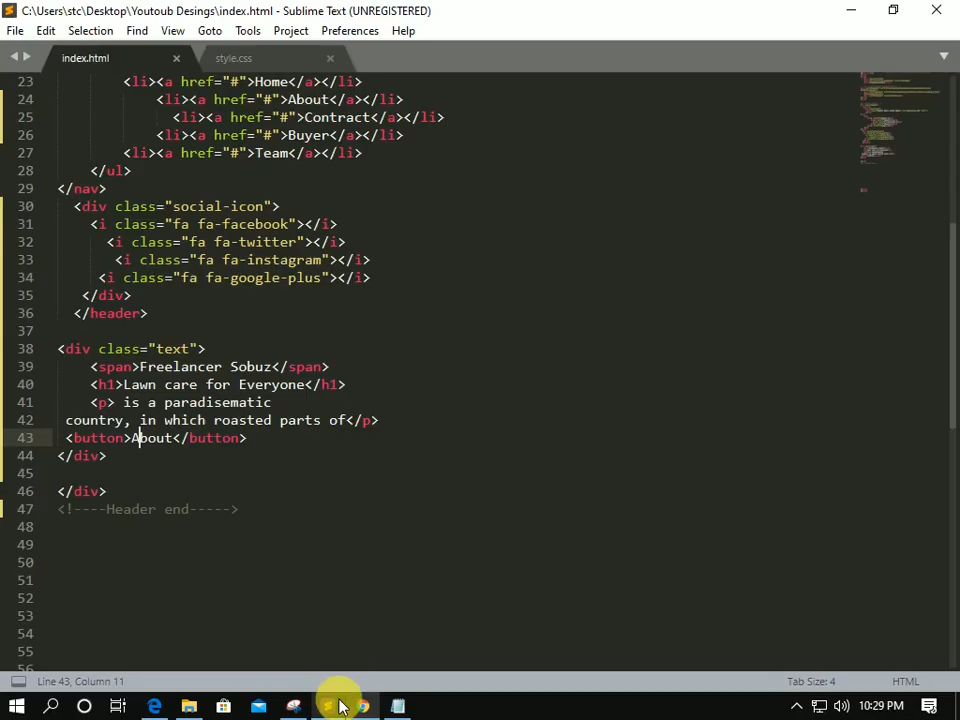 C:\Users\stc\Desktop\Youtoub Desings\index.html - Sublime Text (UNREGISTERED)
File Edit Selection Find View Goto Tools Project Preferences Help
index.html style.css
23 <li><a href="#">Home</a></li>
24 <li><a href="#">About</a></li>
25 <li><a href="#">Contract</a></li>
26 <li><a href="#">Buyer</a></li>
27 <li><a href="#">Team</a></li>
28 </ul>
29 </nav>
30 <div class="social-icon">
31 <i class="fa fa-facebook"></i>
32 <i class="fa fa-twitter"></i>
33 <i class="fa fa-instagram"></i>
34 <i class="fa fa-google-plus"></i>
35 </div>
36 </header>
37
38 <div class="text">
39 <span>Freelancer Sobuz</span>
40 <h1>Lawn care for Everyone</h1>
41 <p> is a paradisematic
42 country, in which roasted parts of</p>
43 <button>About</button>
44 </div>
45
46 </div>
47 <!----Header end----->
48
49
50
51
52
53
54
55
56
Line 43, Column 11 Tab Size: 4 HTML
10:29 PM